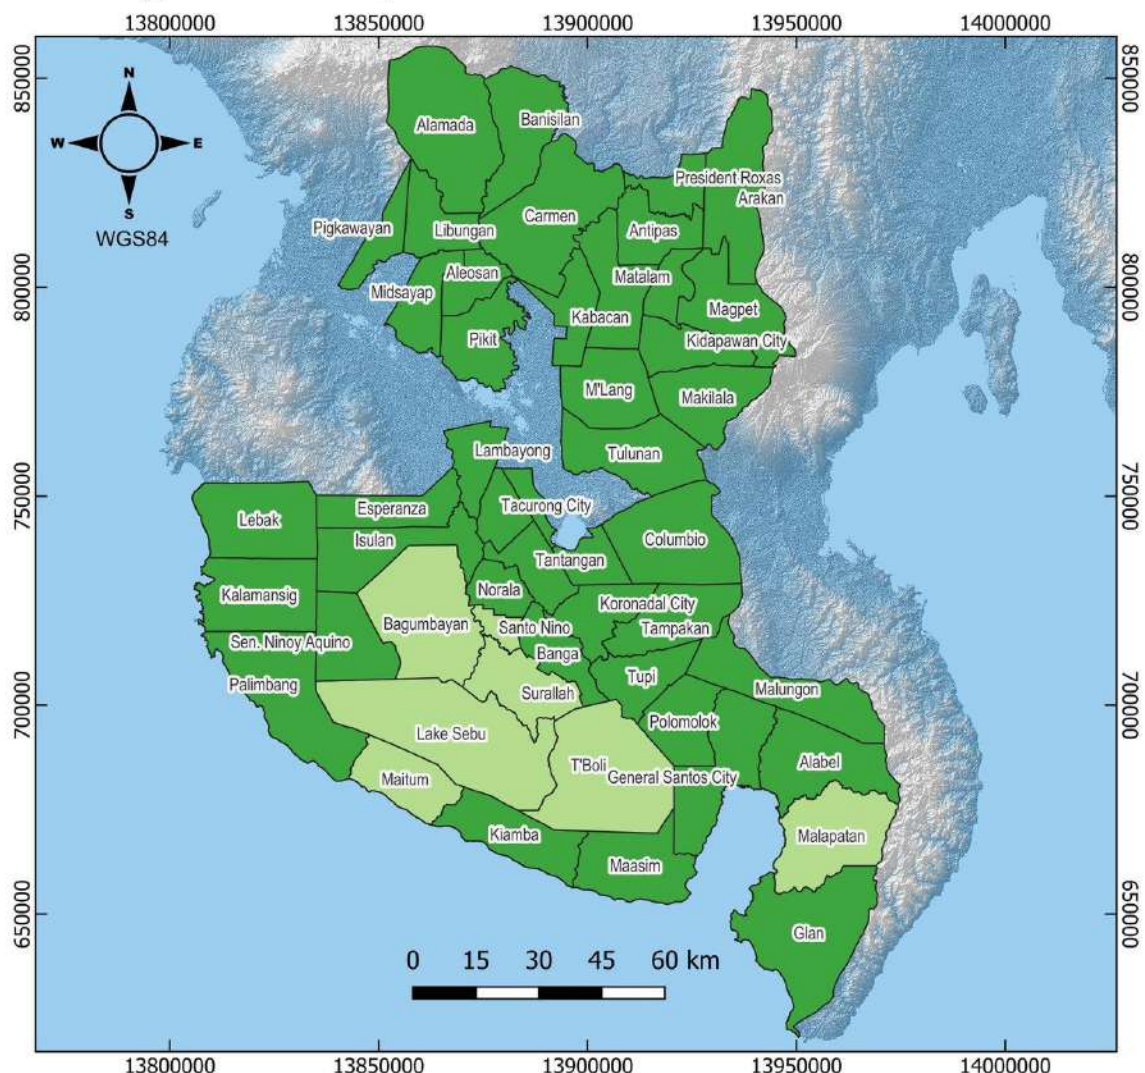 13800000 13850000 13900000 13950000 14000000
850000 850000
N
W E
S
WGS84
Alamada
Banisilan
President Roxas
Arakan
Carmen
Pigkawayan
Libungan
Antipas
Aleosan
Matalam
800000 800000
Midsayap
Kabacan
Magpet
Pikit
Kidapawan City
M'Lang
Makilala
Lambayong
Tulunan
750000 750000
Lebak
Esperanza
Tacurong City
Isulan
Columbio
Tantangan
Kalamansig
Norala
Koronadal City
Bagumbayan
Santo Nino
Tampakan
Sen. Ninoy Aquino
Banga
Palimbang
Tupi
Surallah
Malungon
700000 700000
Polomolok
Lake Sebu
T'Boli
Alabel
Maitum
General Santos City
Kiamba
Malapatan
Maasim
650000 650000
Glan
0 15 30 45 60 km
13800000 13850000 13900000 13950000 14000000